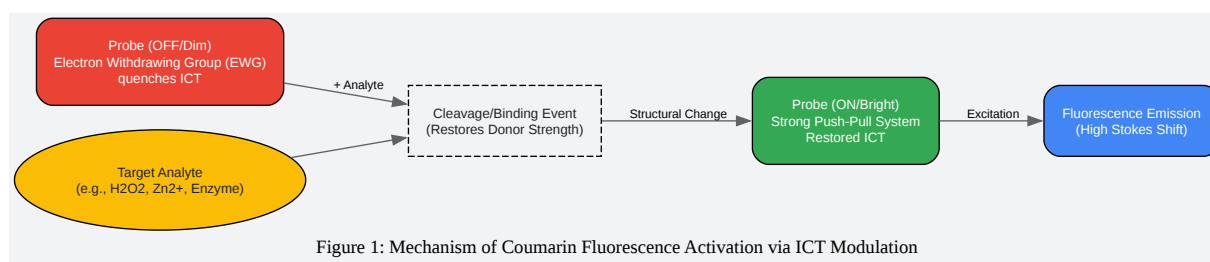 Probe (OFF/Dim)
Electron Withdrawing Group (EWG)
quenches ICT
+ Analyte
Target Analyte
(e.g., H2O2, Zn2+, Enzyme)
Cleavage/Binding Event
(Restores Donor Strength)
Structural Change
Probe (ON/Bright)
Strong Push-Pull System
Restored ICT
Excitation
Fluorescence Emission
(High Stokes Shift)
Figure 1: Mechanism of Coumarin Fluorescence Activation via ICT Modulation